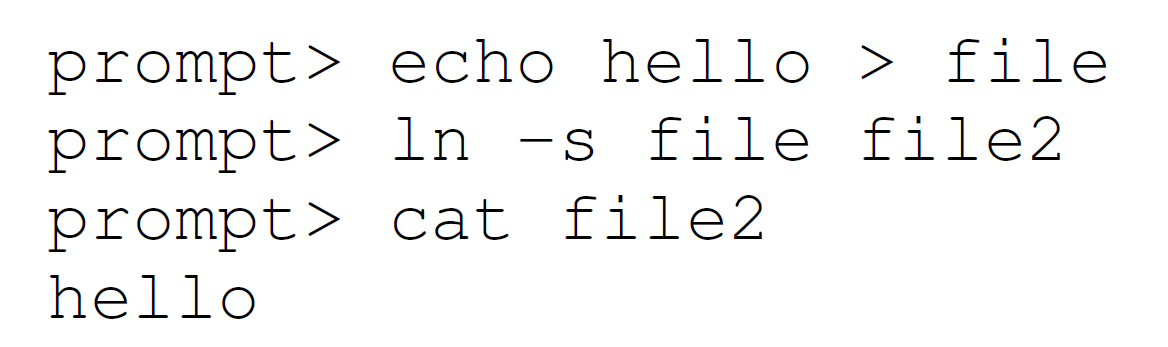 prompt> echo hello > file
prompt> ln -s file file2
prompt> cat file2
hello